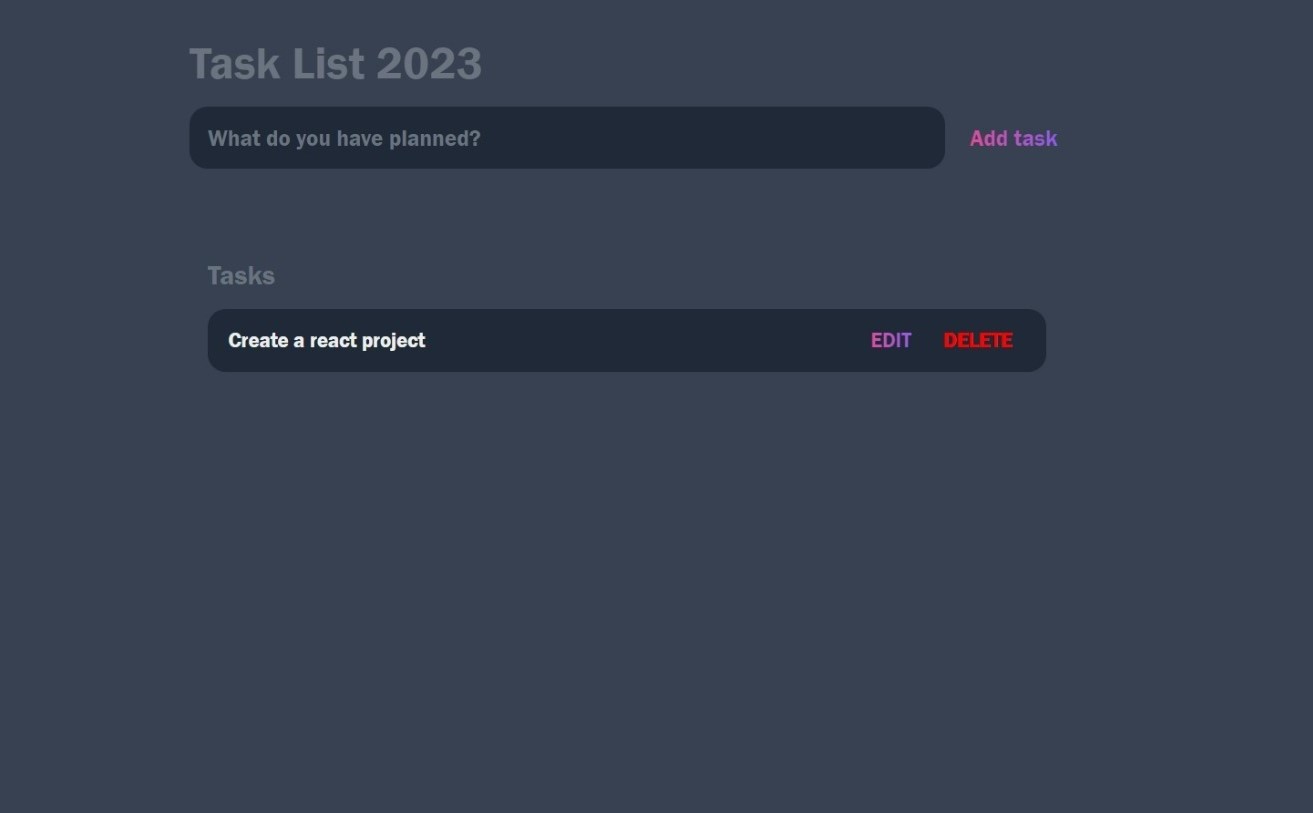 Task List 2023
What do you have planned? Add task
Tasks
Create a react project EDIT DELETE